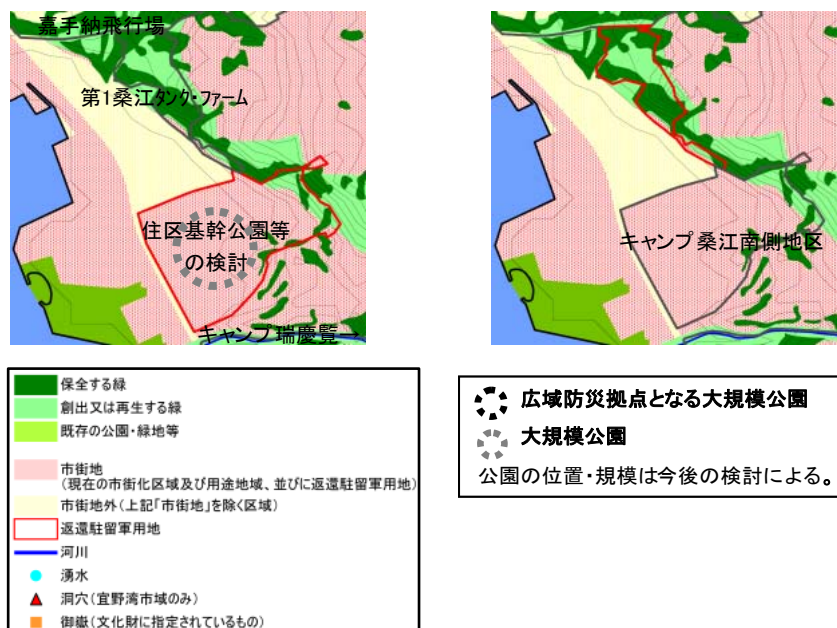 嘉手納飛行場
第1桑江タンク・ファーム
住区基幹公園等
の検討
キャンプ瑞慶覧→
キャンプ桑江南側地区
保全する緑
創出又は再生する緑
既存の公園・緑地等
市街地
(現在の市街化区域及び用途地域、並びに返還駐留軍用地)
市街地外(上記「市街地」を除く区域)
返還駐留軍用地
河川
湧水
洞穴(宜野湾市域のみ)
御嶽(文化財に指定されているもの)
広域防災拠点となる大規模公園
大規模公園
公園の位置・規模は今後の検討による。